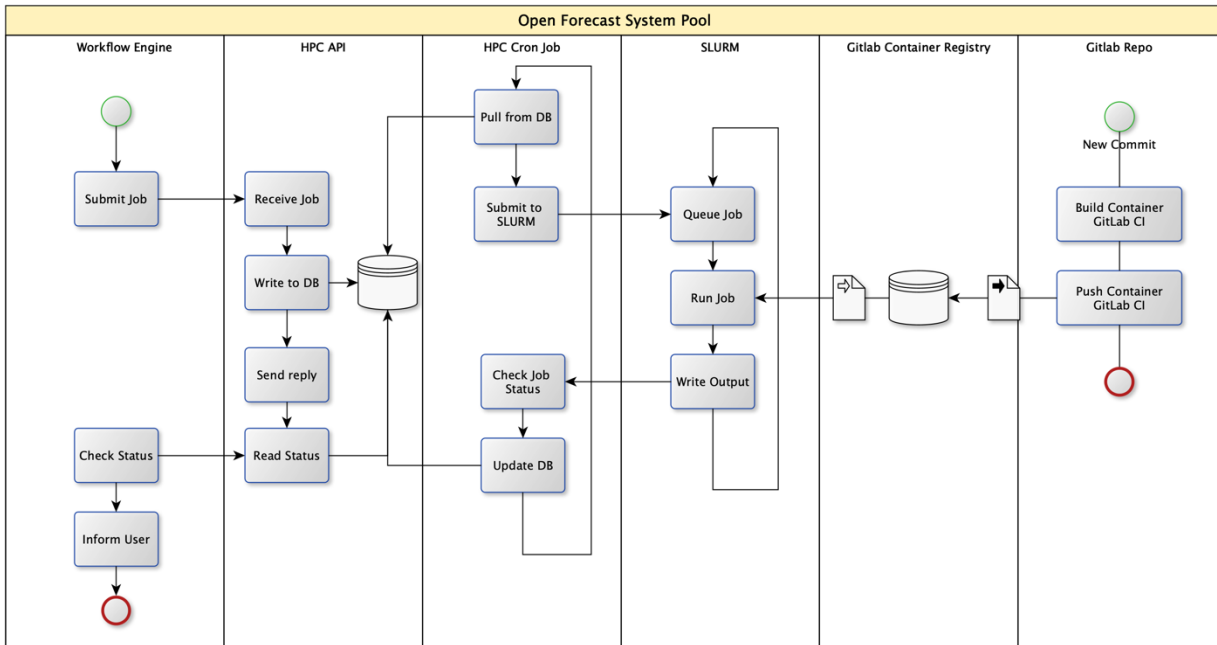 Open Forecast System Pool
Workflow Engine
HPC API
HPC Cron Job
SLURM
Gitlab Container Registry
Gitlab Repo
Submit Job
Check Status
Inform User
Receive Job
Write to DB
Send reply
Read Status
Pull from DB
Submit to
SLURM
Check Job
Status
Update DB
Queue Job
Run Job
Write Output
New Commit
Build Container
GitLab CI
Push Container
GitLab CI